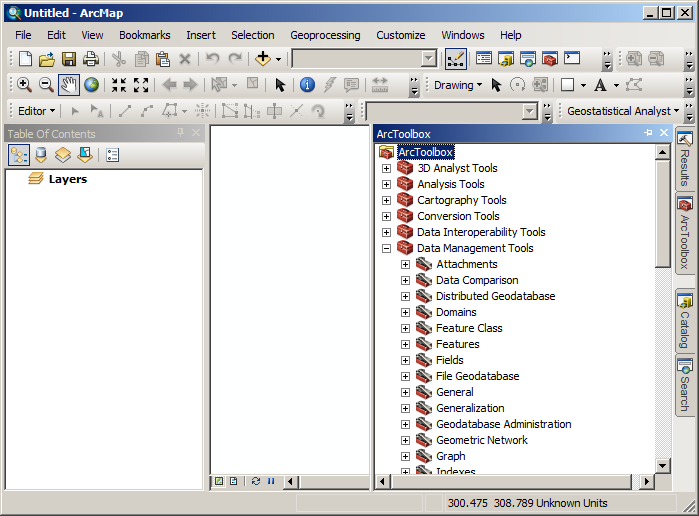 Untitled - ArcMap
File Edit View Bookmarks Insert Selection Geoprocessing Customize Windows Help
Drawing
Editor
Geostatistical Analyst
Table Of Contents
Layers
ArcToolbox
ArcToolbox
3D Analyst Tools
Analysis Tools
Cartography Tools
Conversion Tools
Data Interoperability Tools
Data Management Tools
Attachments
Data Comparison
Distributed Geodatabase
Domains
Feature Class
Features
Fields
File Geodatabase
General
Generalization
Geodatabase Administration
Geometric Network
Graph
Indexes
Results
ArcToolbox
Catalog
Search
300.475 308.789 Unknown Units